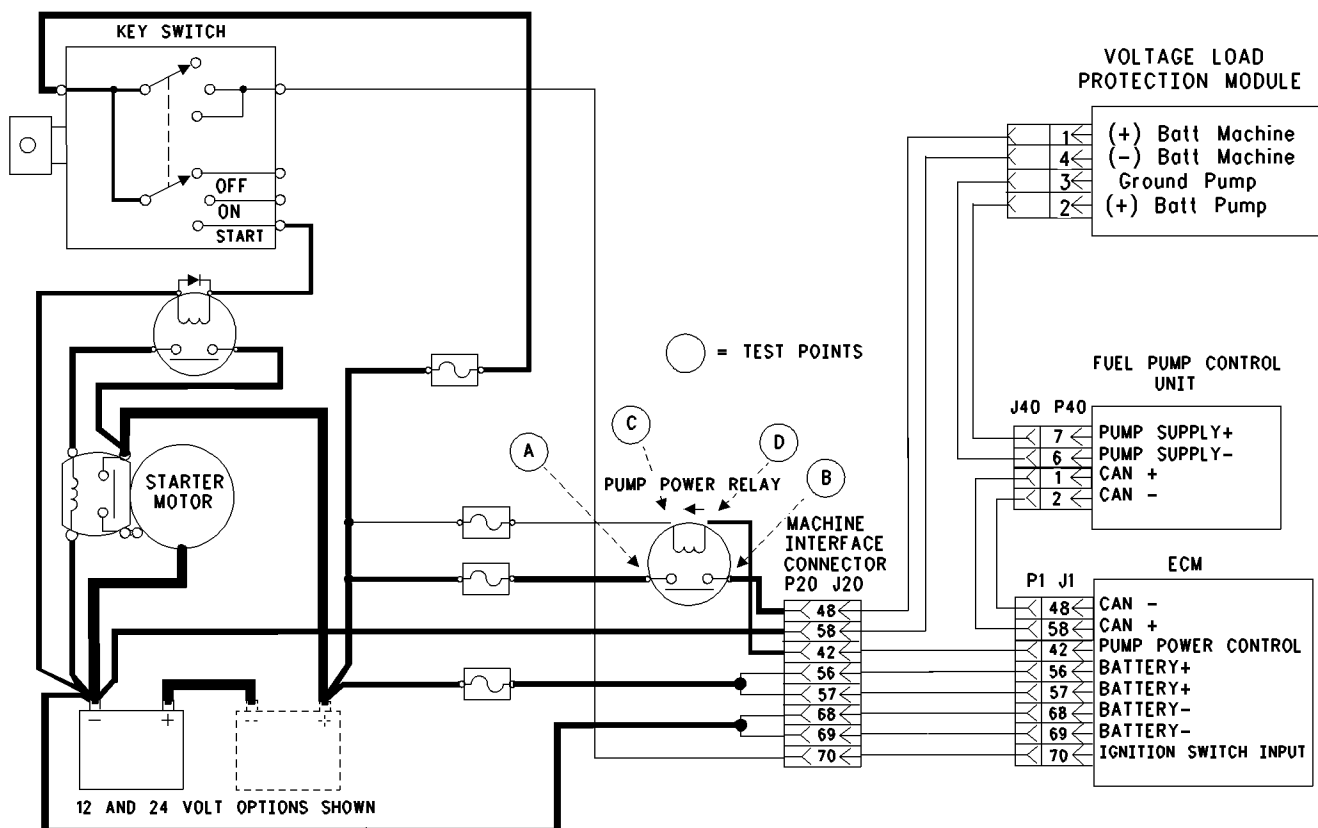 KEY SWITCH
OFF
ON
START
VOLTAGE LOAD
PROTECTION MODULE
1 (+) Batt Machine
4 (-) Batt Machine
3 Ground Pump
2 (+) Batt Pump
= TEST POINTS
FUEL PUMP CONTROL
UNIT
J40 P40
7 PUMP SUPPLY+
6 PUMP SUPPLY-
1 CAN +
2 CAN -
STARTER
MOTOR
A
C
D
B
PUMP POWER RELAY
MACHINE
INTERFACE
CONNECTOR
P20 J20
48
58
42
56
57
68
69
70
ECM
P1 J1
48 CAN -
58 CAN +
42 PUMP POWER CONTROL
56 BATTERY+
57 BATTERY+
68 BATTERY-
69 BATTERY-
70 IGNITION SWITCH INPUT
- +
- +
12 AND 24 VOLT OPTIONS SHOWN